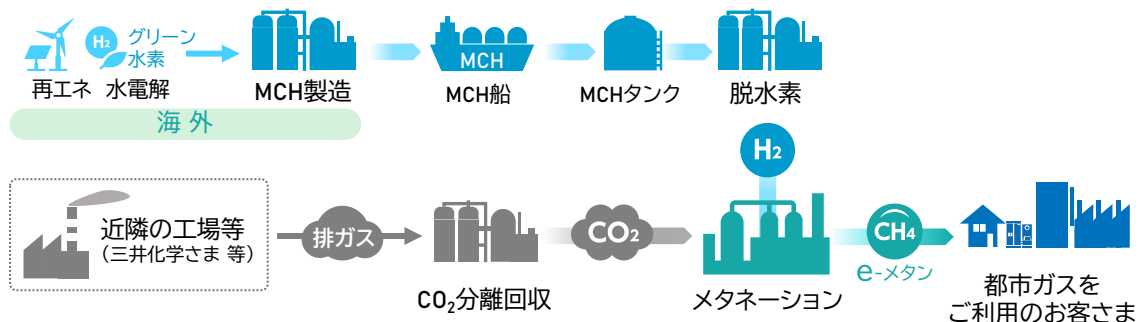 H2
グリーン
水素
再エネ
水電解
MCH製造
MCH
MCH船
MCHタンク
脱水素
海外
H2
近隣の工場等
（三井化学さま 等）
排ガス
CO2分離回収
CO2
メタネーション
CH4
e-メタン
都市ガスを
ご利用のお客さま